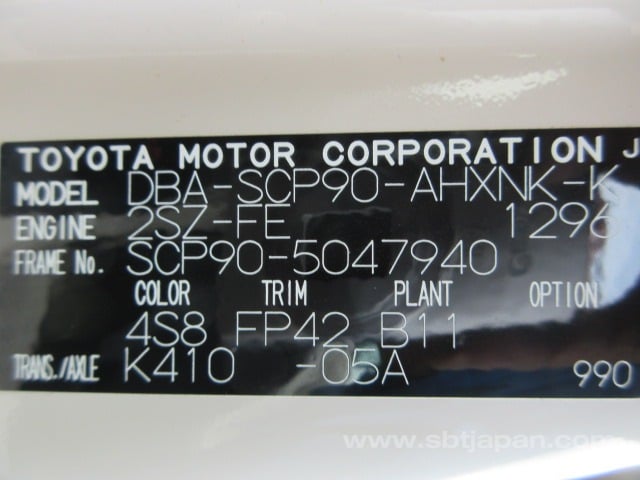 TOYOTA MOTOR CORPORATION J
MODEL DBA-SCP90-AHXNK-K
ENGINE 2SZ-FE 1296
FRAME No. SCP90-5047940
COLOR TRIM PLANT OPTION
4S8 FP42 B11
TRANS./AXLE K410 -05A 990
www.sbtjapan.com